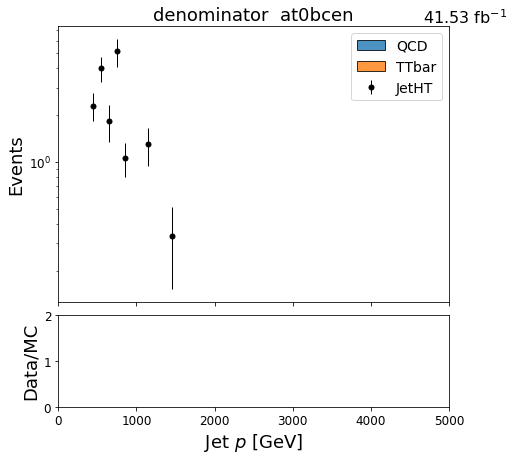 denominator  at0bcen
41.53 fb⁻¹
QCD
TTbar
JetHT
Events
10⁰
Data/MC
2
1
0
0 1000 2000 3000 4000 5000
Jet p [GeV]